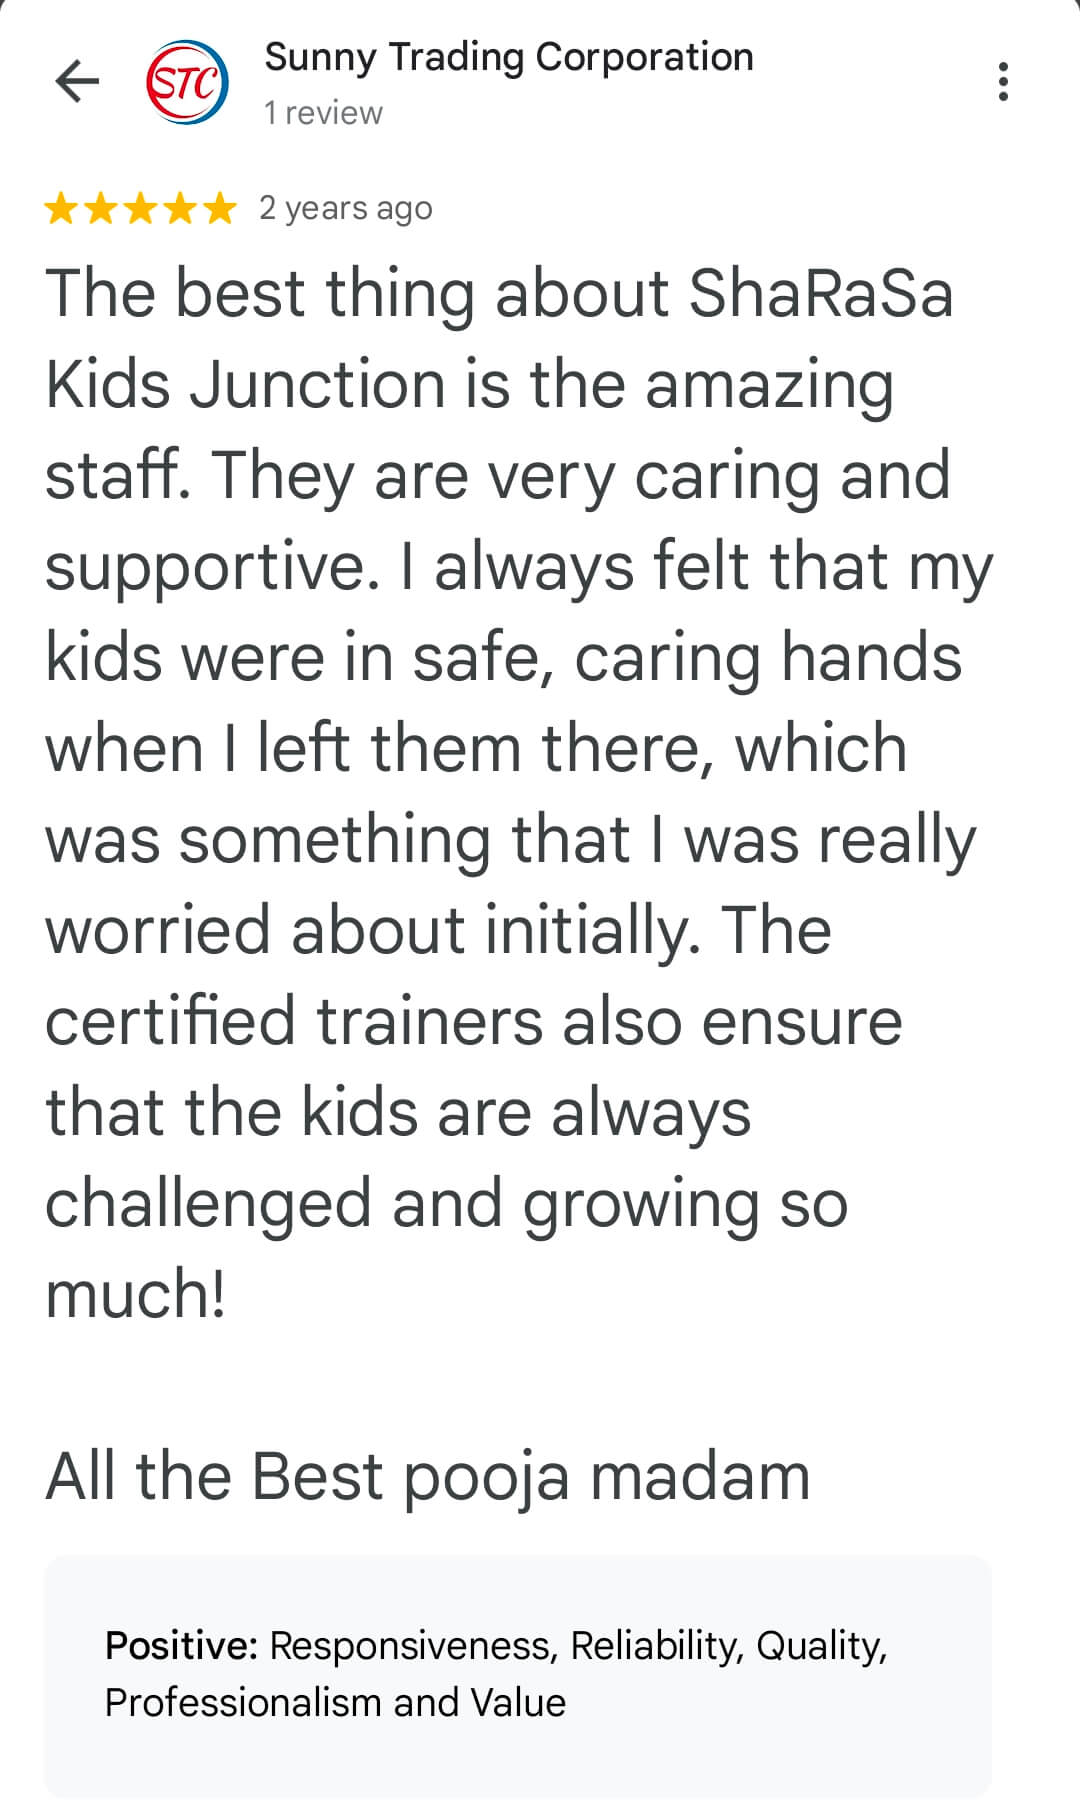 Sunny Trading Corporation
STC
1 review
2 years ago
The best thing about ShaRaSa
Kids Junction is the amazing
staff. They are very caring and
supportive. I always felt that my
kids were in safe, caring hands
when I left them there, which
was something that I was really
worried about initially. The
certified trainers also ensure
that the kids are always
challenged and growing so
much!
All the Best pooja madam
Positive: Responsiveness, Reliability, Quality,
Professionalism and Value